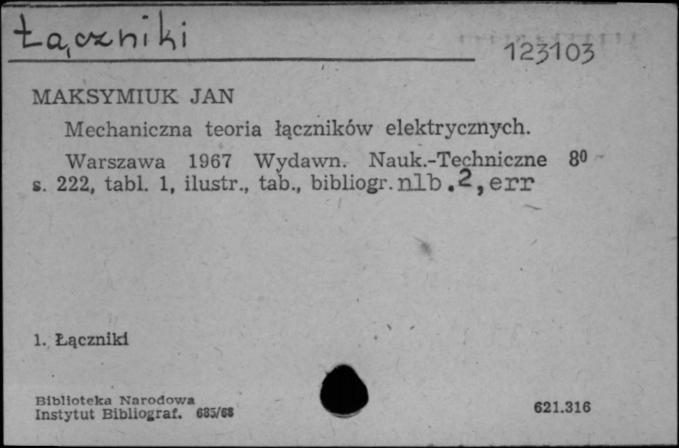 Łączniki
123103
MAKSYMIUK JAN
Mechaniczna teoria łączników elektrycznych.
Warszawa 1967 Wydawn. Nauk.-Techniczne 8⁰
s. 222, tabl. 1, ilustr., tab., bibliogr. nlb.2, err
1. Łączniki
Biblioteka Narodowa
Instytut Bibliograf. 685/68
621.316